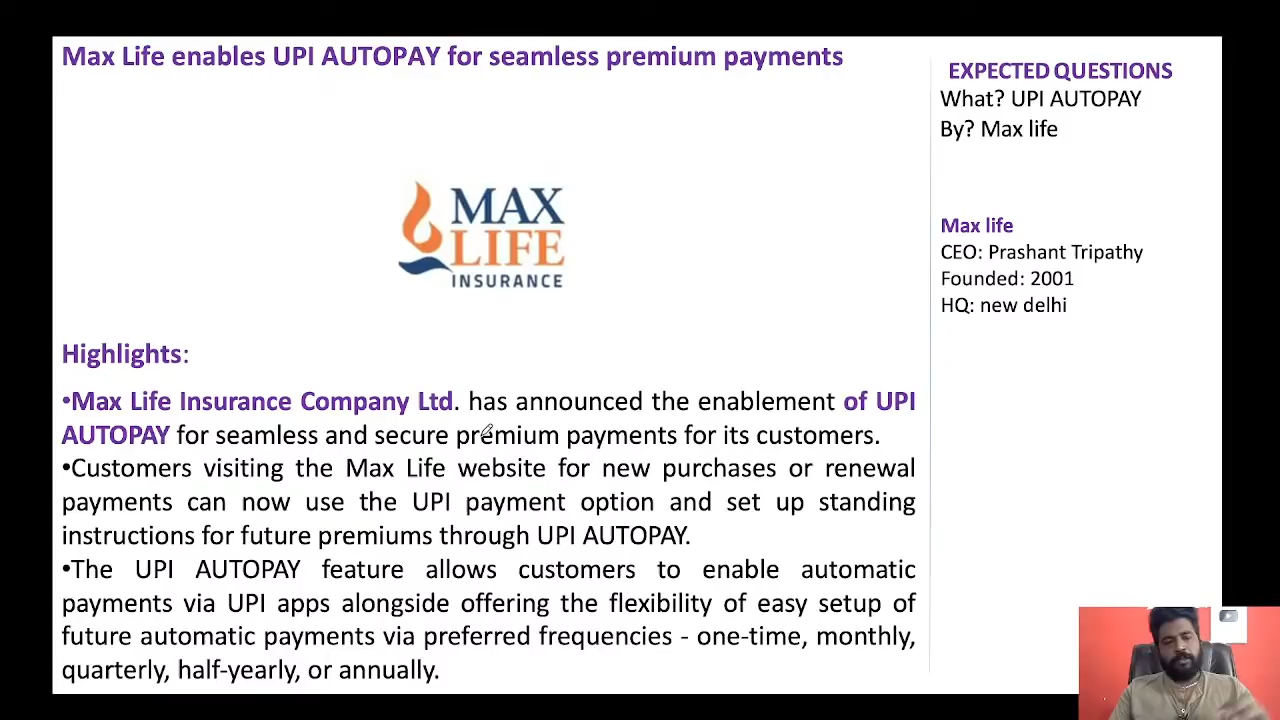 Max Life enables UPI AUTOPAY for seamless premium payments
MAX
LIFE
INSURANCE
Highlights:
•Max Life Insurance Company Ltd. has announced the enablement of UPI
AUTOPAY for seamless and secure premium payments for its customers.
•Customers visiting the Max Life website for new purchases or renewal
payments can now use the UPI payment option and set up standing
instructions for future premiums through UPI AUTOPAY.
•The UPI AUTOPAY feature allows customers to enable automatic
payments via UPI apps alongside offering the flexibility of easy setup of
future automatic payments via preferred frequencies - one-time, monthly,
quarterly, half-yearly, or annually.
EXPECTED QUESTIONS
What? UPI AUTOPAY
By? Max life
Max life
CEO: Prashant Tripathy
Founded: 2001
HQ: new delhi